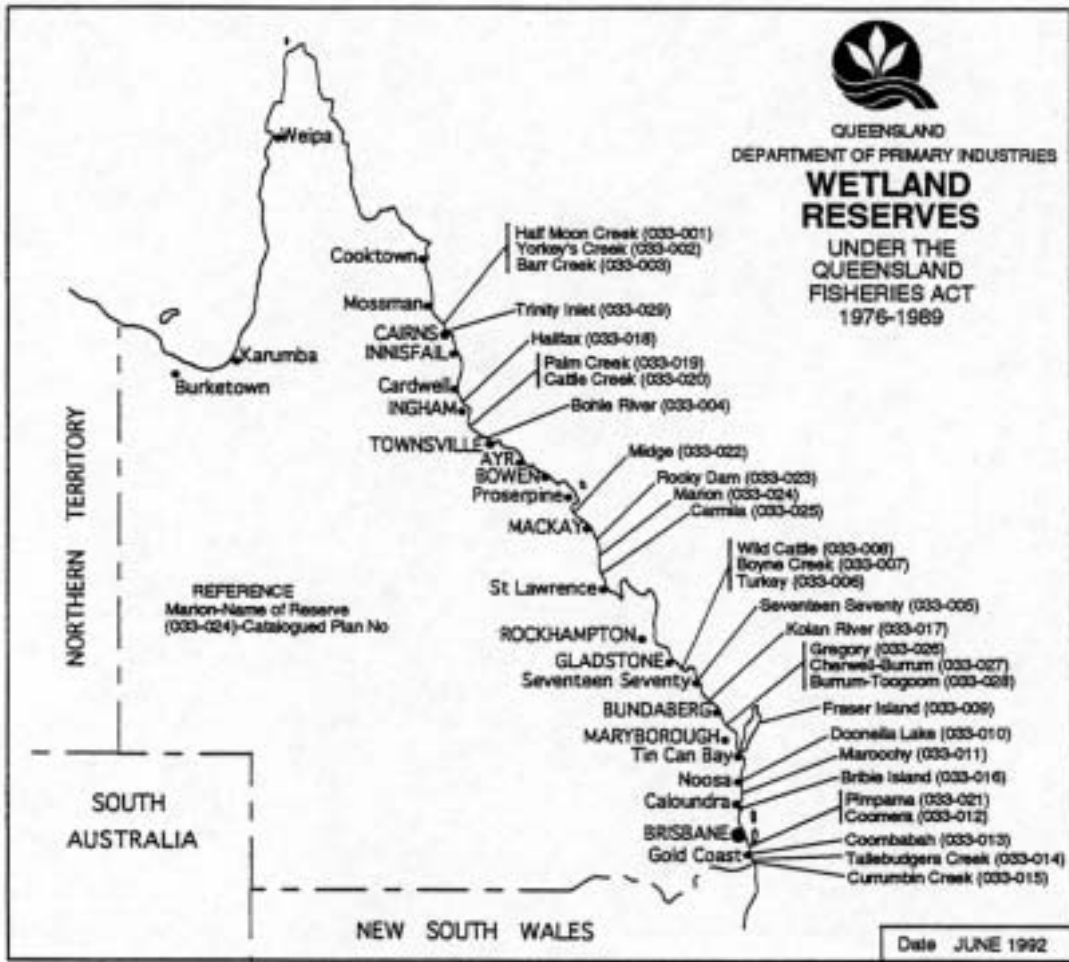 QUEENSLAND
DEPARTMENT OF PRIMARY INDUSTRIES
WETLAND
RESERVES
UNDER THE
QUEENSLAND
FISHERIES ACT
1976-1989
Weipa
Half Moon Creek (033-001)
Yorkey's Creek (033-002)
Barr Creek (033-003)
Cooktown
Mossman
Trinity Inlet (033-029)
CAIRNS
INNISFAIL
Halifax (033-018)
Karumba
Burketown
Palm Creek (033-019)
Cattle Creek (033-020)
Cardwell
INGHAM
Bohle River (033-004)
TOWNSVILLE
AYR
BOWEN
Proserpine
Midge (033-022)
Rocky Dam (033-023)
Marion (033-024)
Carmila (033-025)
MACKAY
NORTHERN TERRITORY
Wild Cattle (033-008)
Boyne Creek (033-007)
Turkey (033-006)
St Lawrence
REFERENCE
Marion-Name of Reserve
(033-024)-Catalogued Plan No
Seventeen Seventy (033-005)
Kolan River (033-017)
ROCKHAMPTON
GLADSTONE
Seventeen Seventy
Gregory (033-026)
Cherwell-Burrum (033-027)
Burrum-Toogoom (033-028)
BUNDABERG
Fraser Island (033-009)
MARYBOROUGH
Tin Can Bay
Doonella Lake (033-010)
Maroochy (033-011)
Noosa
Bribie Island (033-016)
Caloundra
Pimpama (033-021)
Coomera (033-012)
SOUTH
AUSTRALIA
BRISBANE
Gold Coast
Coombabah (033-013)
Tallebudgera Creek (033-014)
Currumbin Creek (033-015)
NEW SOUTH WALES
Date JUNE 1992